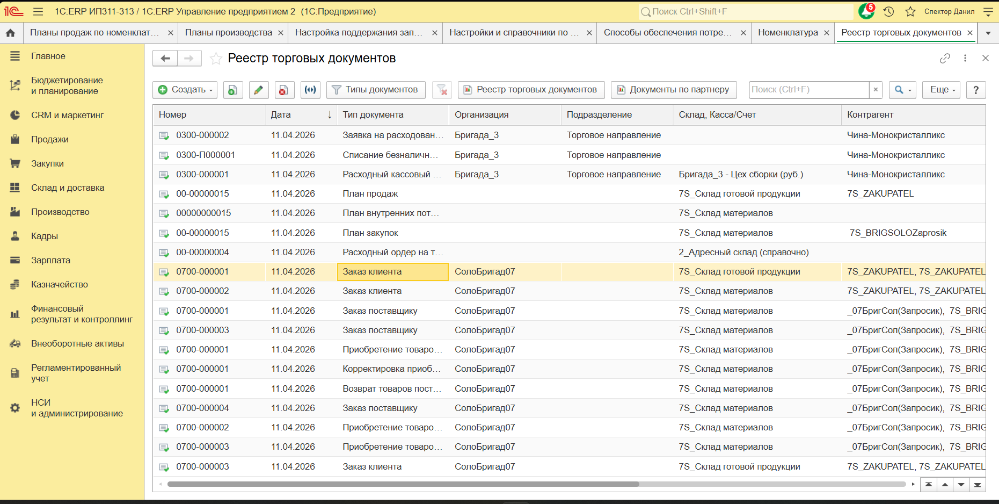 1С:ERP ИП311-313 / 1С:ERP Управление предприятием 2 (1С:Предприятие)
Поиск Ctrl+Shift+F
5
Спектор Данил
Планы продаж по номенклат...
Планы производства
Настройка поддержания зап...
Настройки и справочники по ...
Способы обеспечения потре...
Номенклатура
Реестр торговых документов
Главное
Бюджетирование
и планирование
CRM и маркетинг
Продажи
Закупки
Склад и доставка
Производство
Кадры
Зарплата
Казначейство
Финансовый
результат и контроллинг
Внеоборотные активы
Регламентированный
учет
НСИ
и администрирование
Реестр торговых документов
Создать
Типы документов
Реестр торговых документов
Документы по партнеру
Поиск (Ctrl+F)
×
Еще
?
Номер Дата ↓ Тип документа Организация Подразделение Склад, Касса/Счет Контрагент
0300-000002 11.04.2026 Заявка на расходован... Бригада_3 Торговое направление Чина-Монокристалликс
0300-П000001 11.04.2026 Списание безналичн... Бригада_3 Торговое направление Чина-Монокристалликс
0300-000001 11.04.2026 Расходный кассовый ... Бригада_3 Торговое направление Бригада_3 - Цех сборки (руб.) Чина-Монокристалликс
00-00000015 11.04.2026 План продаж 7S_Склад готовой продукции 7S_ZAKUPATEL
00000000015 11.04.2026 План внутренних пот... 7S_Склад материалов
00-00000015 11.04.2026 План закупок 7S_Склад материалов 7S_BRIGSOLOZaprosik
00-00000004 11.04.2026 Расходный ордер на т... 2_Адресный склад (справочно)
0700-000001 11.04.2026 Заказ клиента СолоБригад07 7S_Склад готовой продукции 7S_ZAKUPATEL, 7S_ZAKUPATEL
0700-000002 11.04.2026 Заказ клиента СолоБригад07 7S_Склад материалов 7S_ZAKUPATEL, 7S_ZAKUPATEL
0700-000001 11.04.2026 Заказ поставщику СолоБригад07 7S_Склад материалов _07БригСол(Запросик), 7S_BRIG
0700-000003 11.04.2026 Заказ поставщику СолоБригад07 7S_Склад материалов _07БригСол(Запросик), 7S_BRIG
0700-000001 11.04.2026 Приобретение товаро... СолоБригад07 7S_Склад материалов _07БригСол(Запросик), 7S_BRIG
0700-000001 11.04.2026 Корректировка приоб... СолоБригад07 7S_Склад материалов _07БригСол(Запросик), 7S_BRIG
0700-000001 11.04.2026 Возврат товаров пост... СолоБригад07 7S_Склад материалов _07БригСол(Запросик), 7S_BRIG
0700-000004 11.04.2026 Заказ поставщику СолоБригад07 7S_Склад материалов _07БригСол(Запросик), 7S_BRIG
0700-000002 11.04.2026 Приобретение товаро... СолоБригад07 7S_Склад материалов _07БригСол(Запросик), 7S_BRIG
0700-000003 11.04.2026 Приобретение товаро... СолоБригад07 7S_Склад материалов _07БригСол(Запросик), 7S_BRIG
0700-000003 11.04.2026 Заказ клиента СолоБригад07 7S_Склад готовой продукции 7S_ZAKUPATEL, 7S_ZAKUPATEL